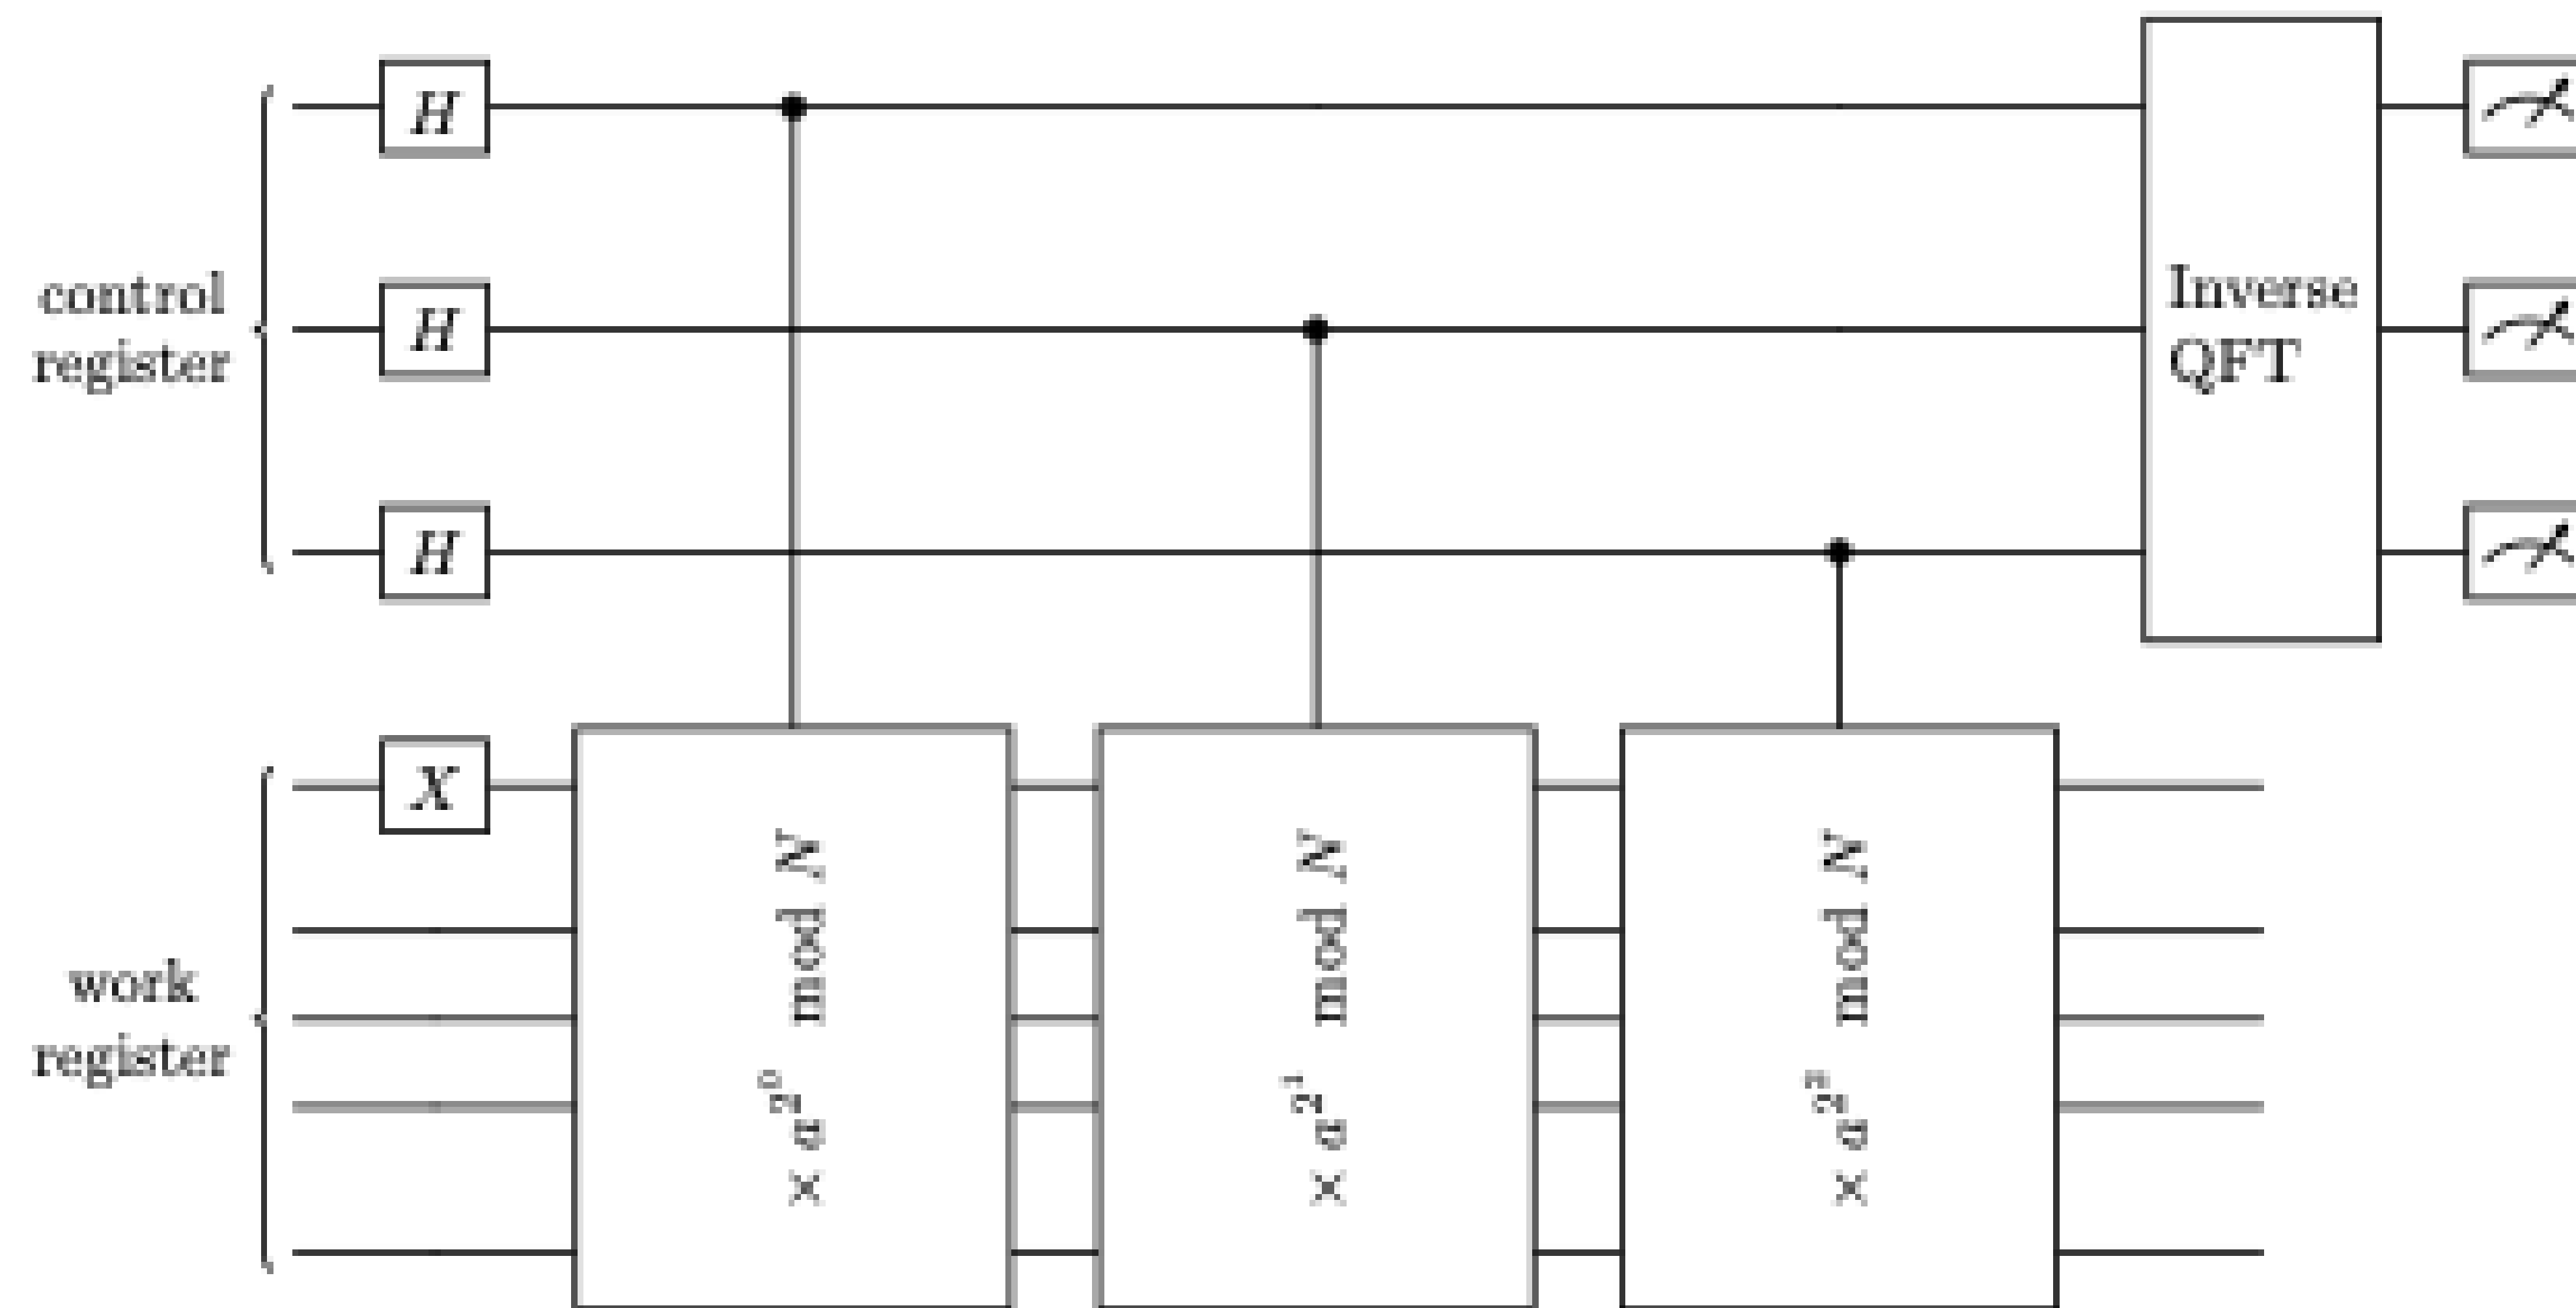 H
control
register
H
H
Inverse
QFT
X
work
register
× a^{2^0} mod N
× a^{2^1} mod N
× a^{2^2} mod N